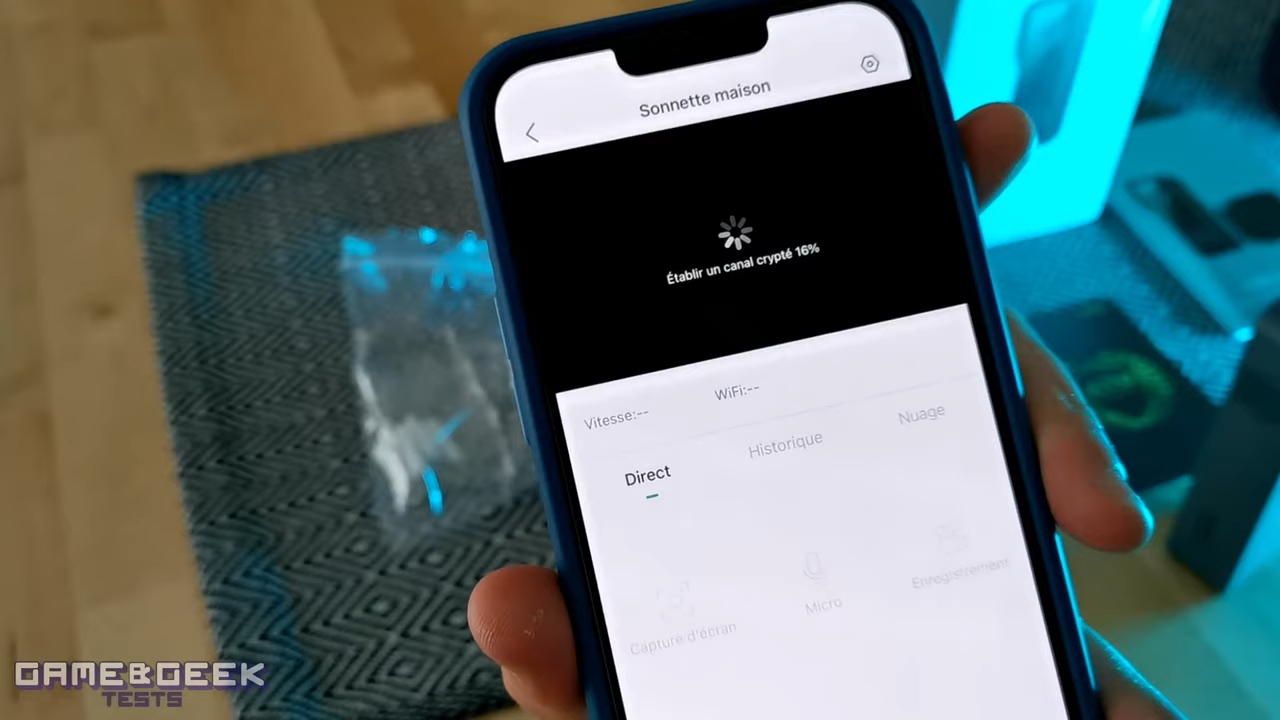 Sonnette maison
Établir un canal crypté 16%
Vitesse:-- WiFi:--
Direct Historique Nuage
Capture d'écran Micro Enregistrement
GAME&GEEK
TESTS